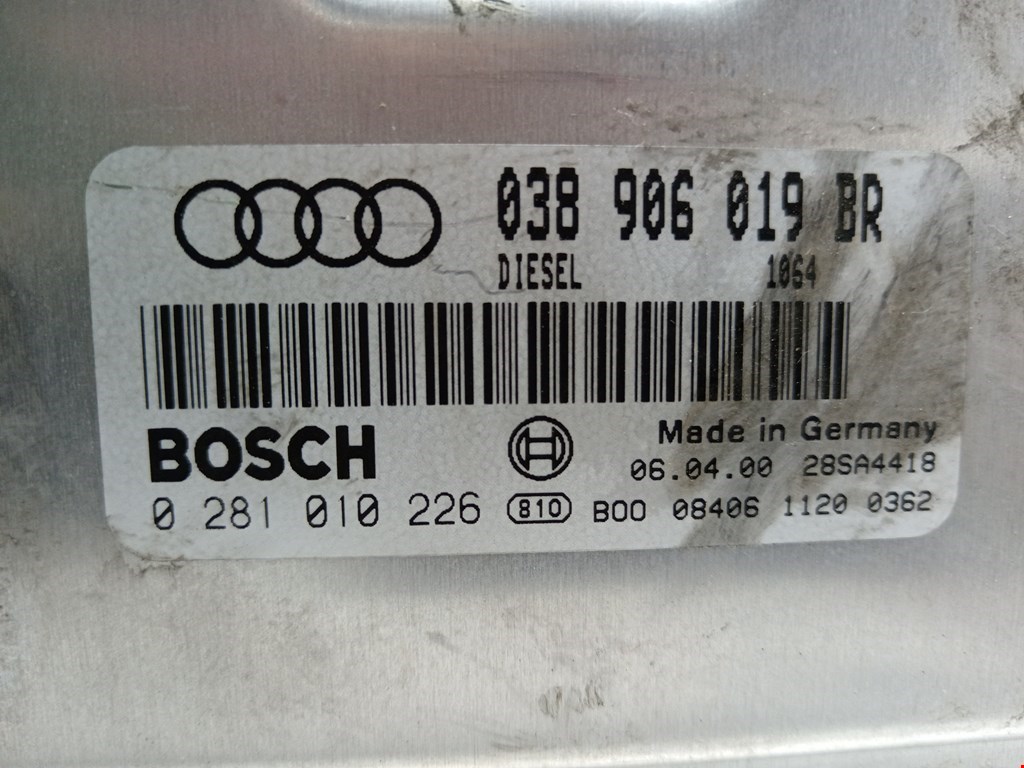 038 906 019 BR
DIESEL 1064
BOSCH
Made in Germany
06.04.00 28SA4418
0 281 010 226 810 B00 08406 1120 0362